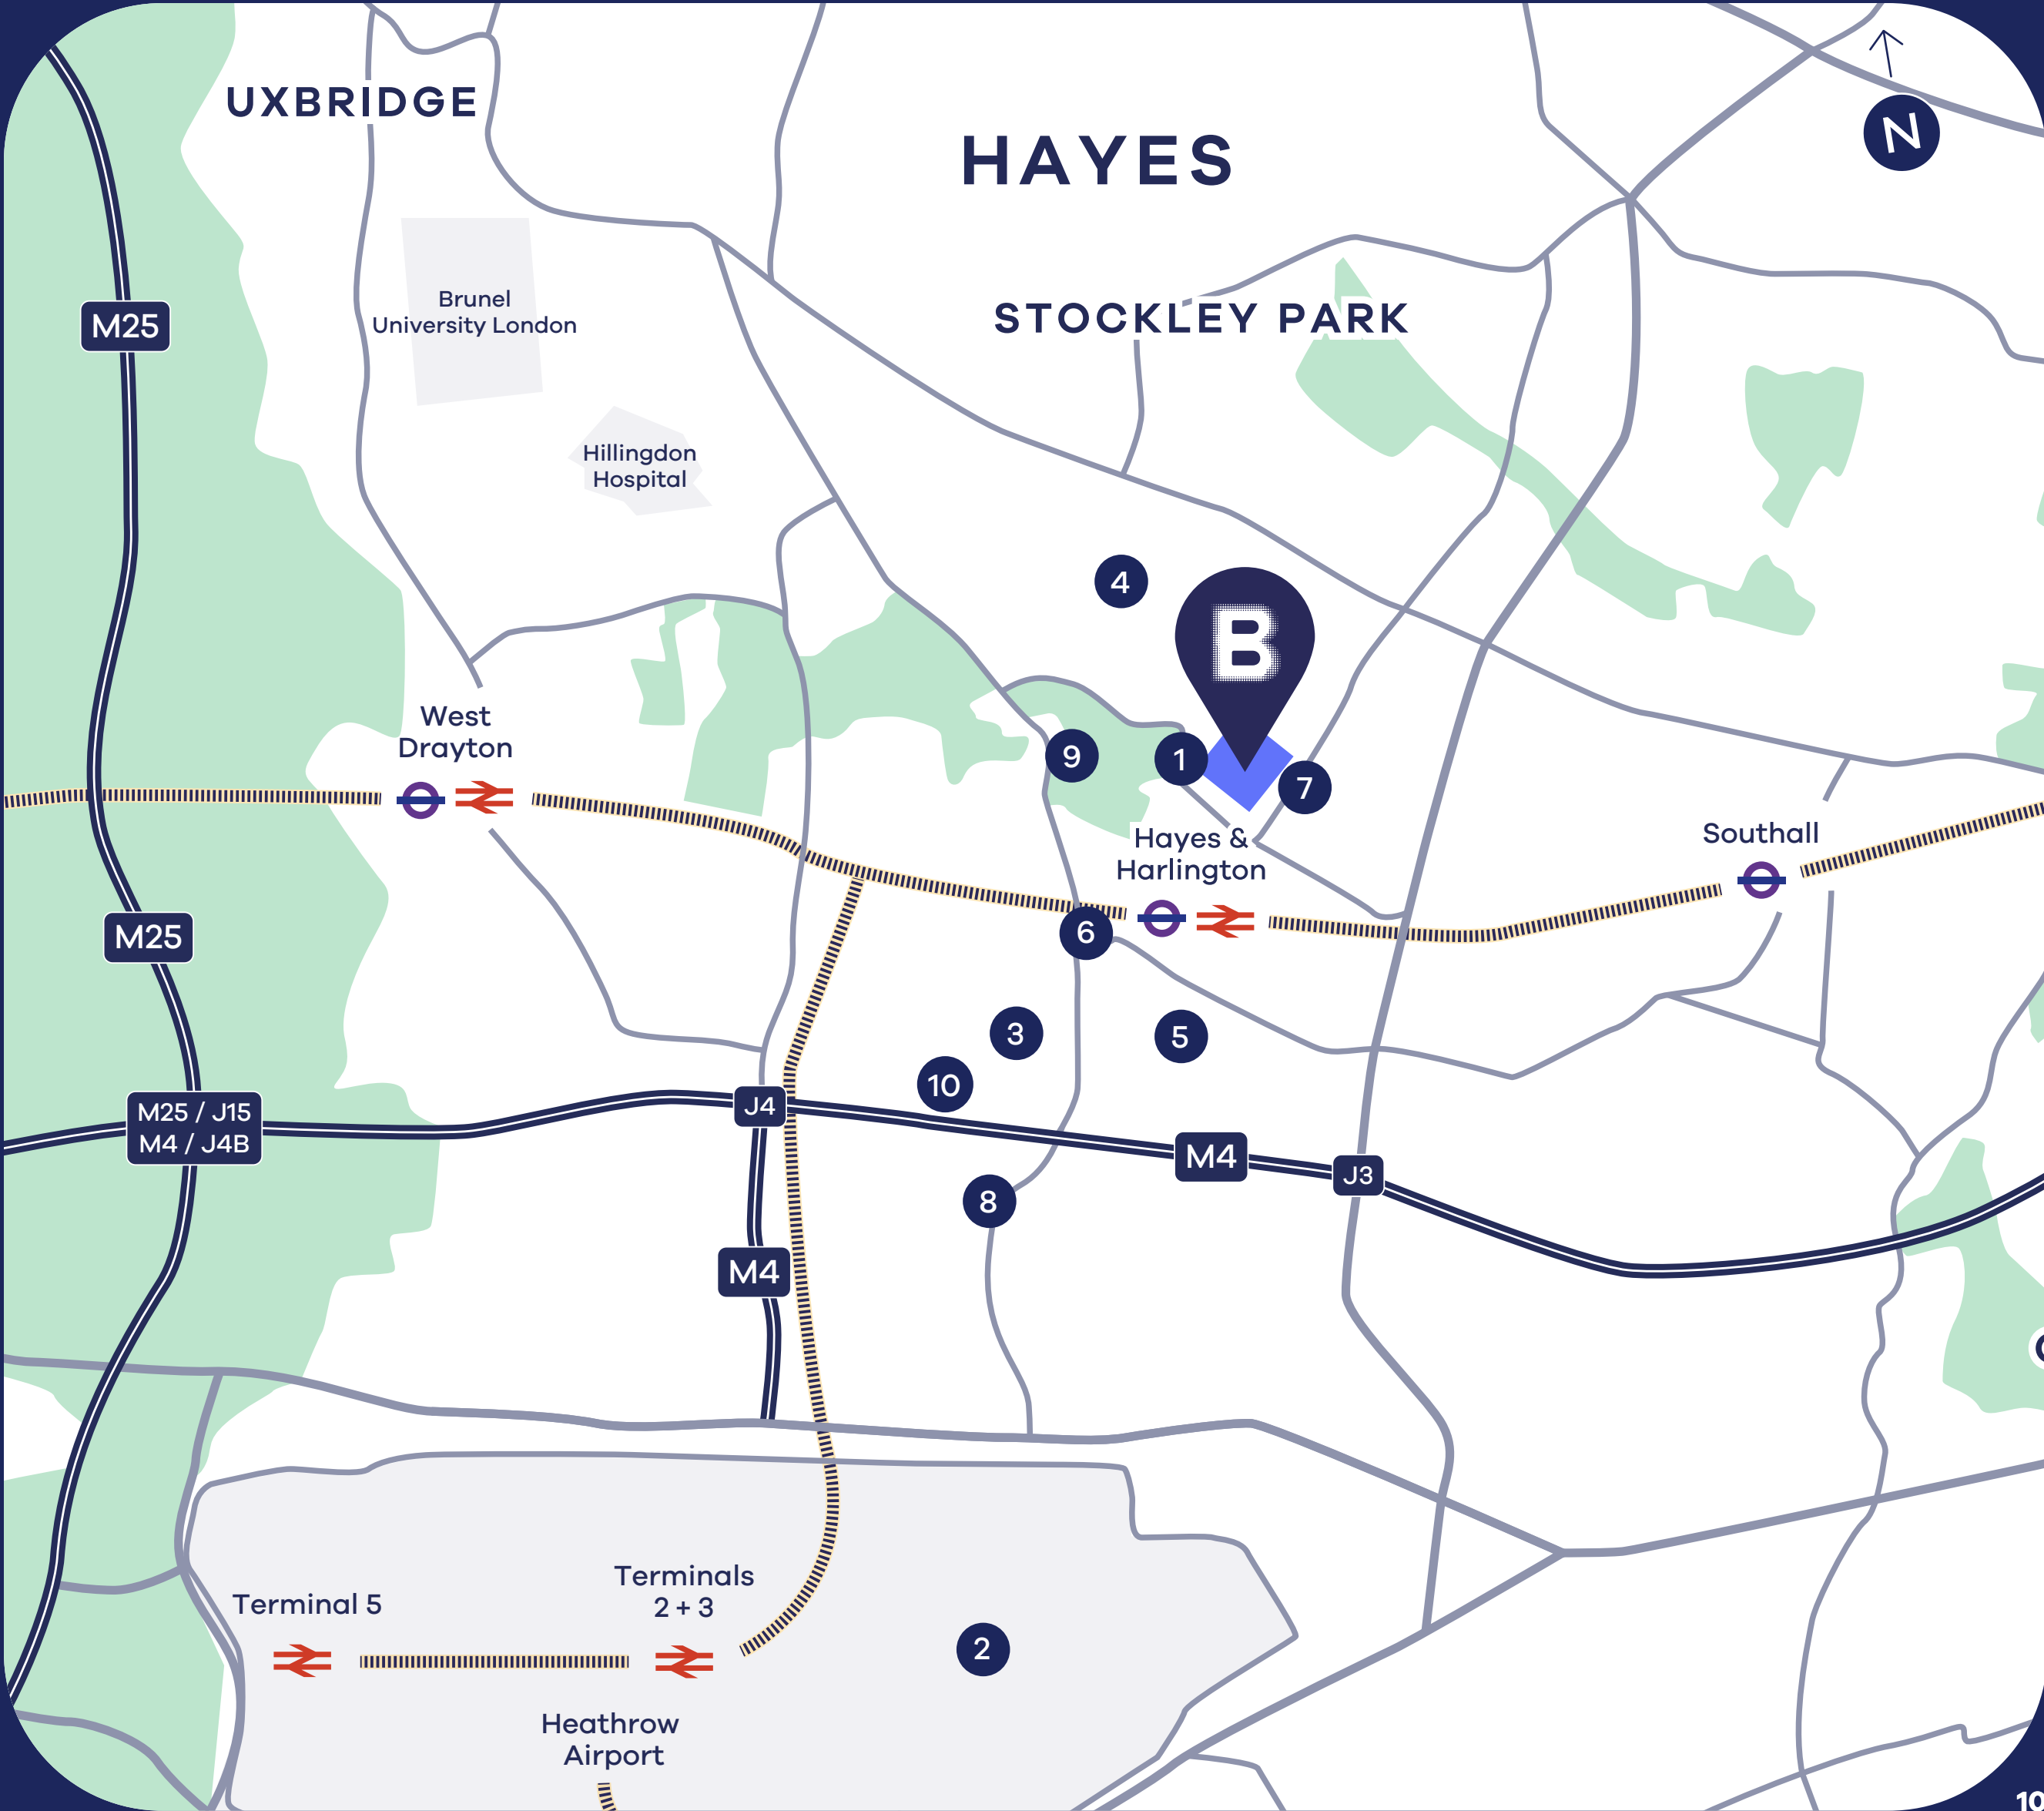 UXBRIDGE
HAYES
N
Brunel
University London
M25
STOCKLEY PARK
Hillingdon
Hospital
4
B
West
Drayton
9
1
7
Hayes &
Harlington
Southall
M25
6
3
5
10
M25 / J15
M4 / J4B
J4
M4
J3
8
M4
Terminal 5
Terminals
2 + 3
2
Heathrow
Airport
10